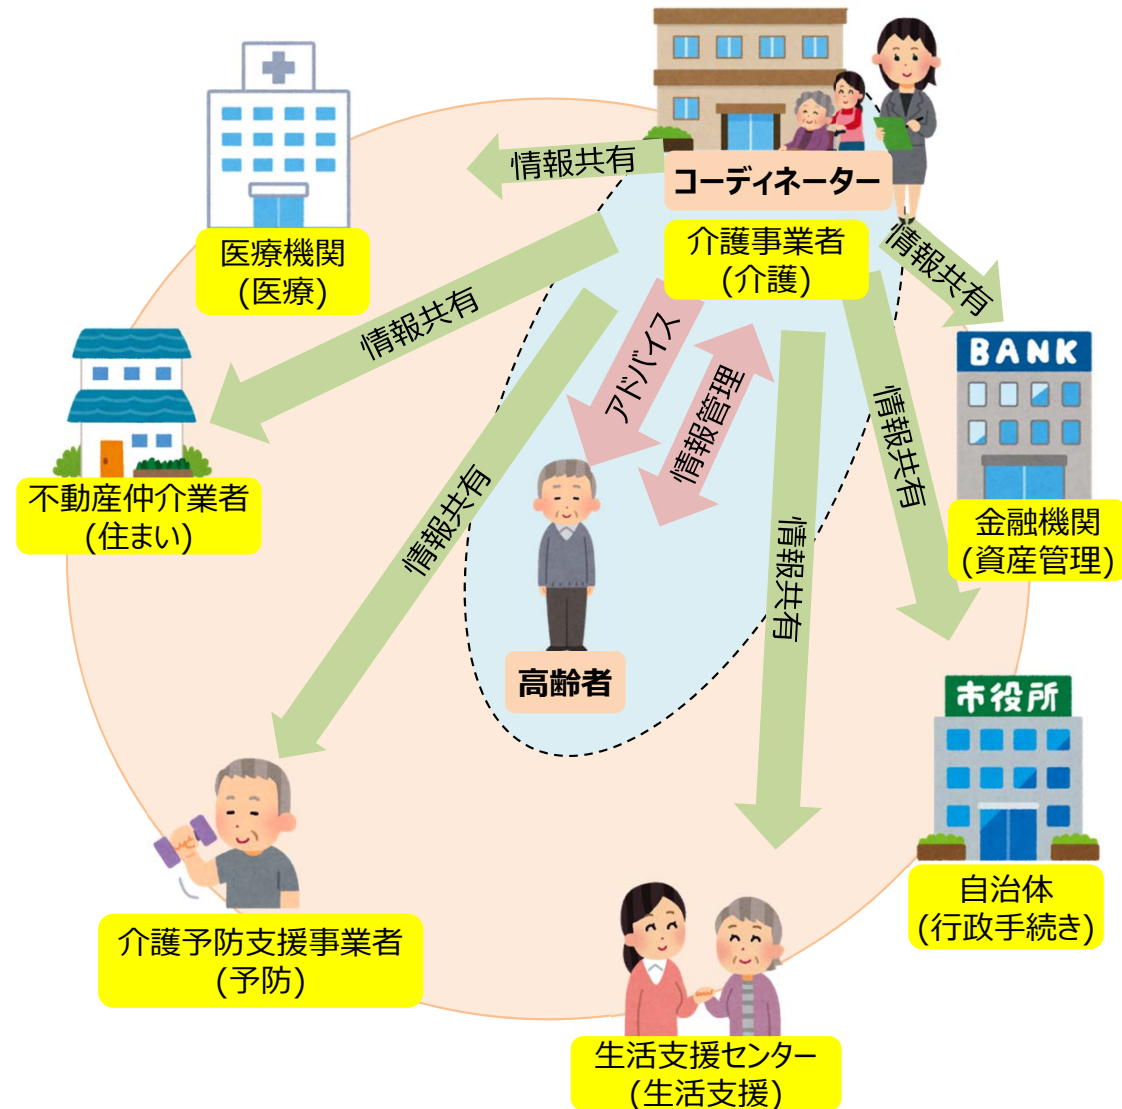 情報共有
コーディネーター
医療機関
(医療)
介護事業者
(介護)
情報共有
情報共有
アドバイス
情報管理
BANK
情報共有
不動産仲介業者
(住まい)
情報共有
金融機関
(資産管理)
情報共有
高齢者
市役所
自治体
(行政手続き)
介護予防支援事業者
(予防)
生活支援センター
(生活支援)